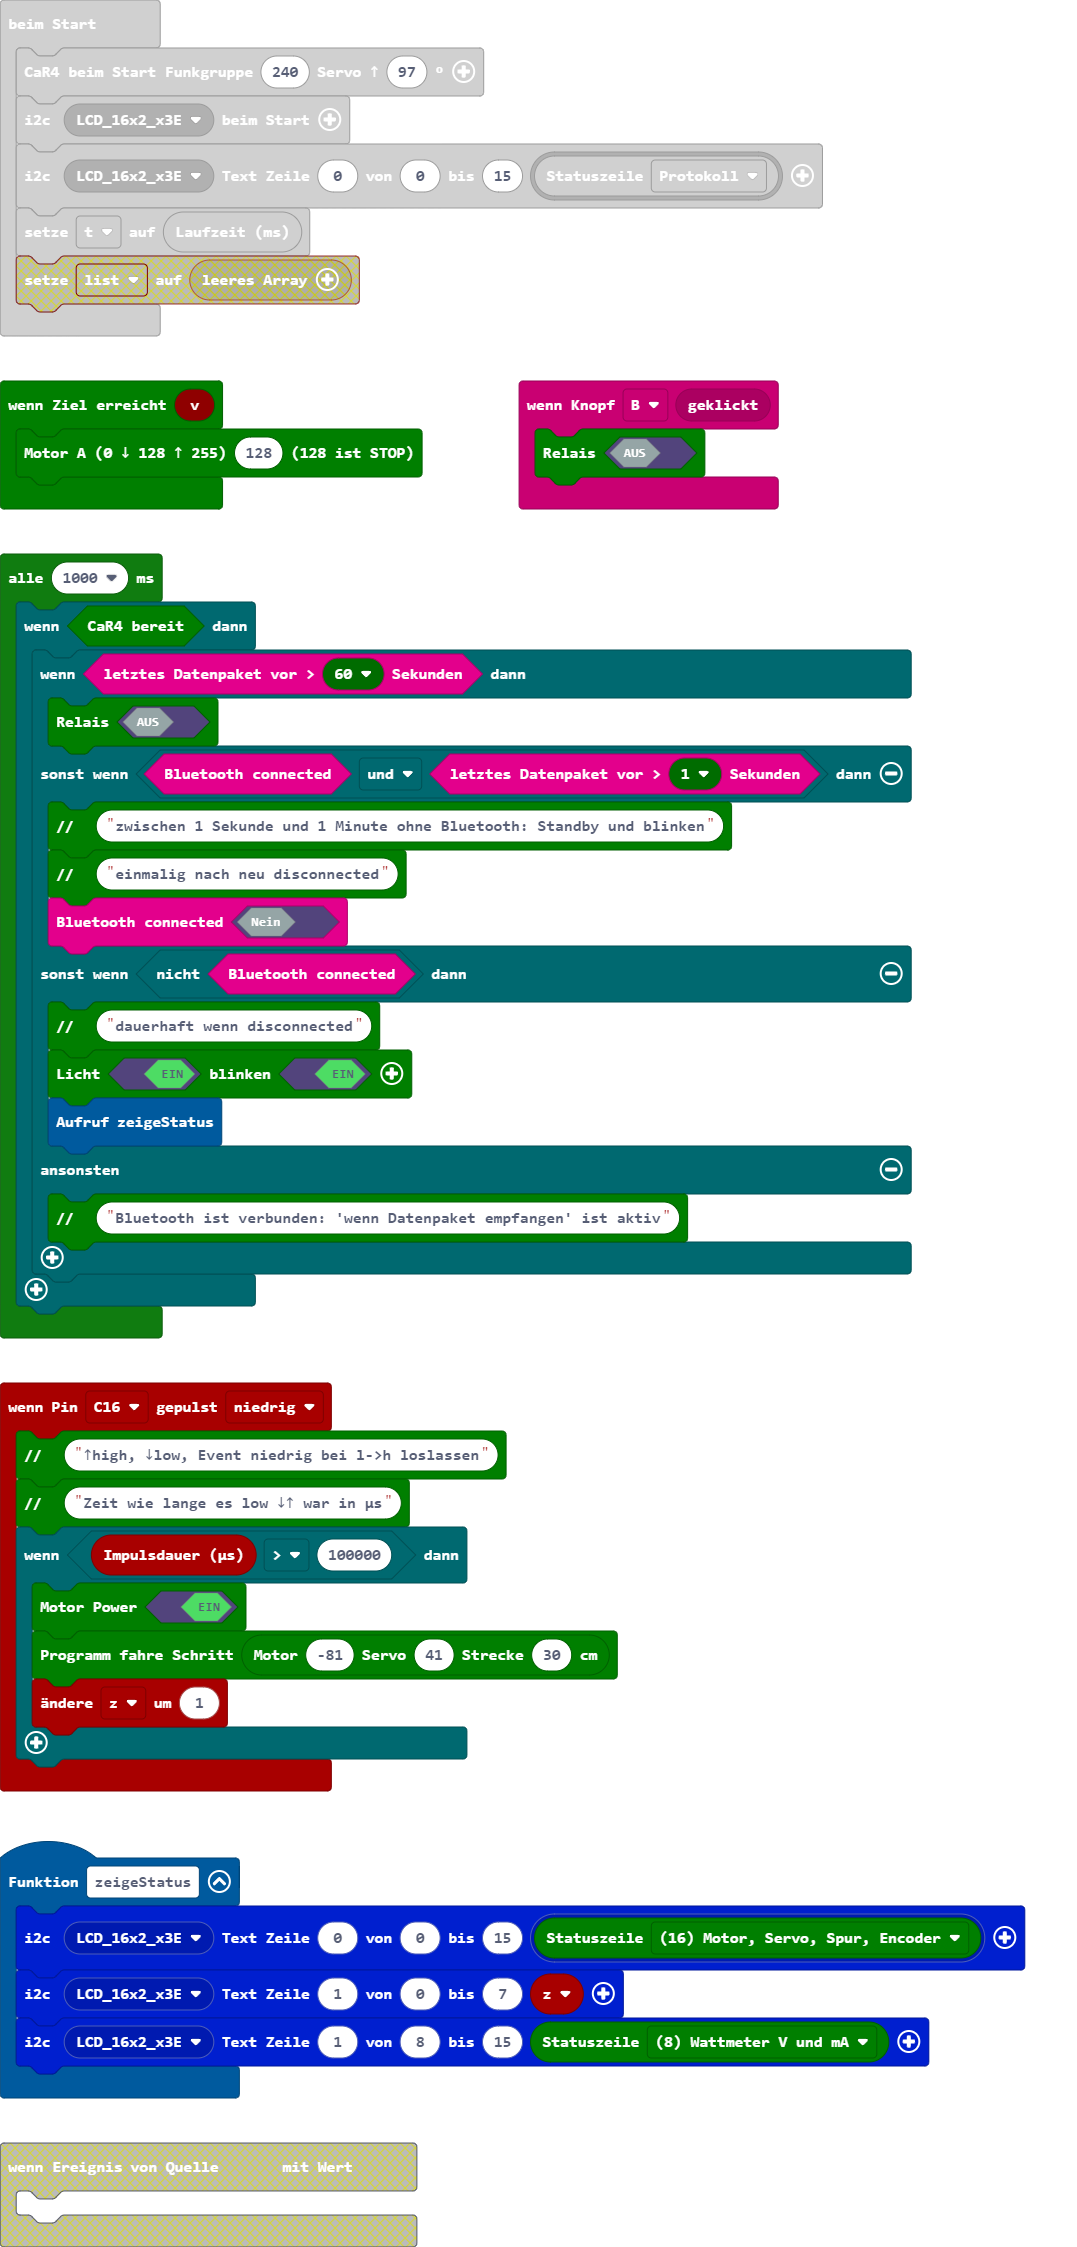 beim Start
CaR4 beim Start Funkgruppe 240 Servo ↑ 97 °
i2c LCD_16x2_x3E beim Start
i2c LCD_16x2_x3E Text Zeile 0 von 0 bis 15 Statuszeile Protokoll
setze t auf Laufzeit (ms)
setze list auf leeres Array
wenn Ziel erreicht v
Motor A (0 ↓ 128 ↑ 255) 128 (128 ist STOP)
wenn Knopf B geklickt
Relais AUS
alle 1000 ms
wenn CaR4 bereit dann
wenn letztes Datenpaket vor > 60 Sekunden dann
Relais AUS
sonst wenn Bluetooth connected und letztes Datenpaket vor > 1 Sekunden dann
// "zwischen 1 Sekunde und 1 Minute ohne Bluetooth: Standby und blinken"
// "einmalig nach neu disconnected"
Bluetooth connected Nein
sonst wenn nicht Bluetooth connected dann
// "dauerhaft wenn disconnected"
Licht EIN blinken EIN
Aufruf zeigeStatus
ansonsten
// "Bluetooth ist verbunden: 'wenn Datenpaket empfangen' ist aktiv"
wenn Pin C16 gepulst niedrig
// "↑high, ↓low, Event niedrig bei l->h loslassen"
// "Zeit wie lange es low ↓↑ war in µs"
wenn Impulsdauer (µs) > 100000 dann
Motor Power EIN
Programm fahre Schritt Motor -81 Servo 41 Strecke 30 cm
ändere z um 1
Funktion zeigeStatus
i2c LCD_16x2_x3E Text Zeile 0 von 0 bis 15 Statuszeile (16) Motor, Servo, Spur, Encoder
i2c LCD_16x2_x3E Text Zeile 1 von 0 bis 7 z
i2c LCD_16x2_x3E Text Zeile 1 von 8 bis 15 Statuszeile (8) Wattmeter V und mA
wenn Ereignis von Quelle mit Wert